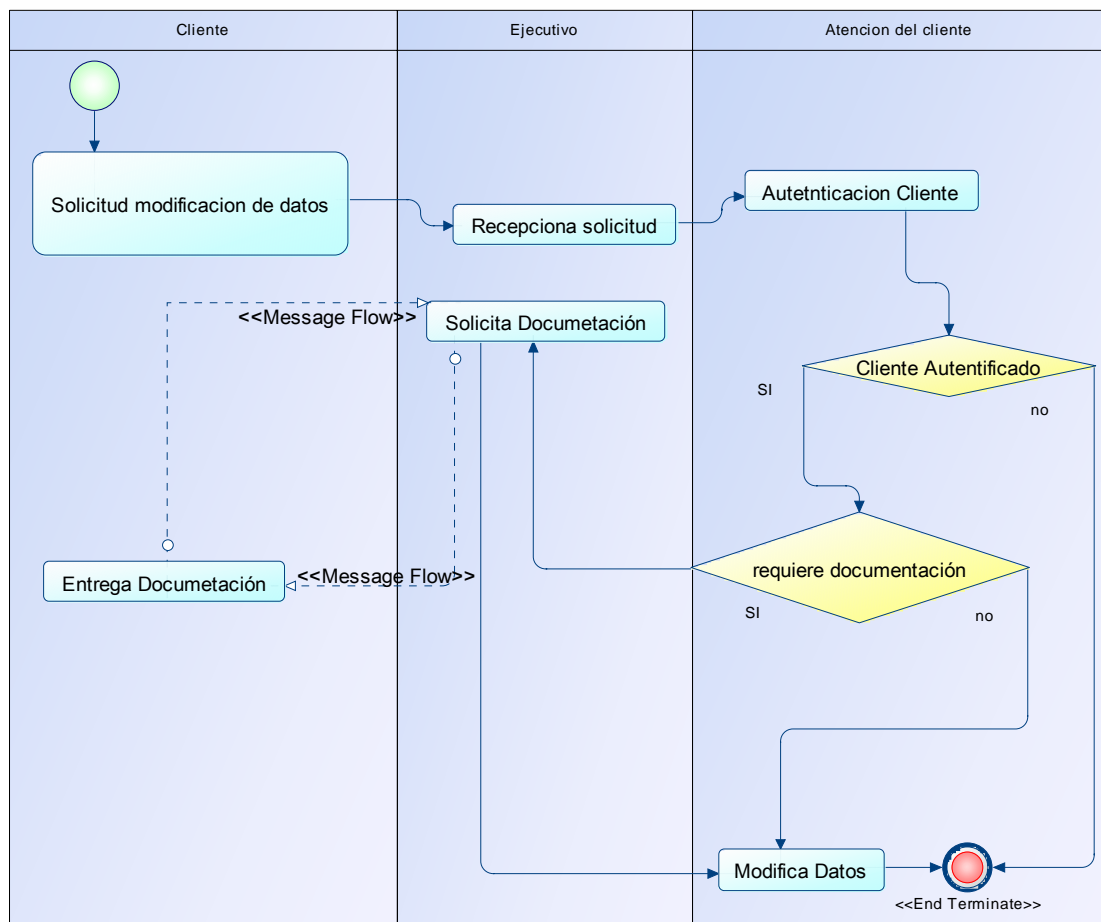 Cliente
Ejecutivo
Atencion del cliente
Solicitud modificacion de datos
Recepciona solicitud
Autetnticacion Cliente
<<Message Flow>>
Solicita Documetación
Cliente Autentificado
SI
no
Entrega Documetación
<<Message Flow>>
requiere documentación
SI
no
Modifica Datos
<<End Terminate>>